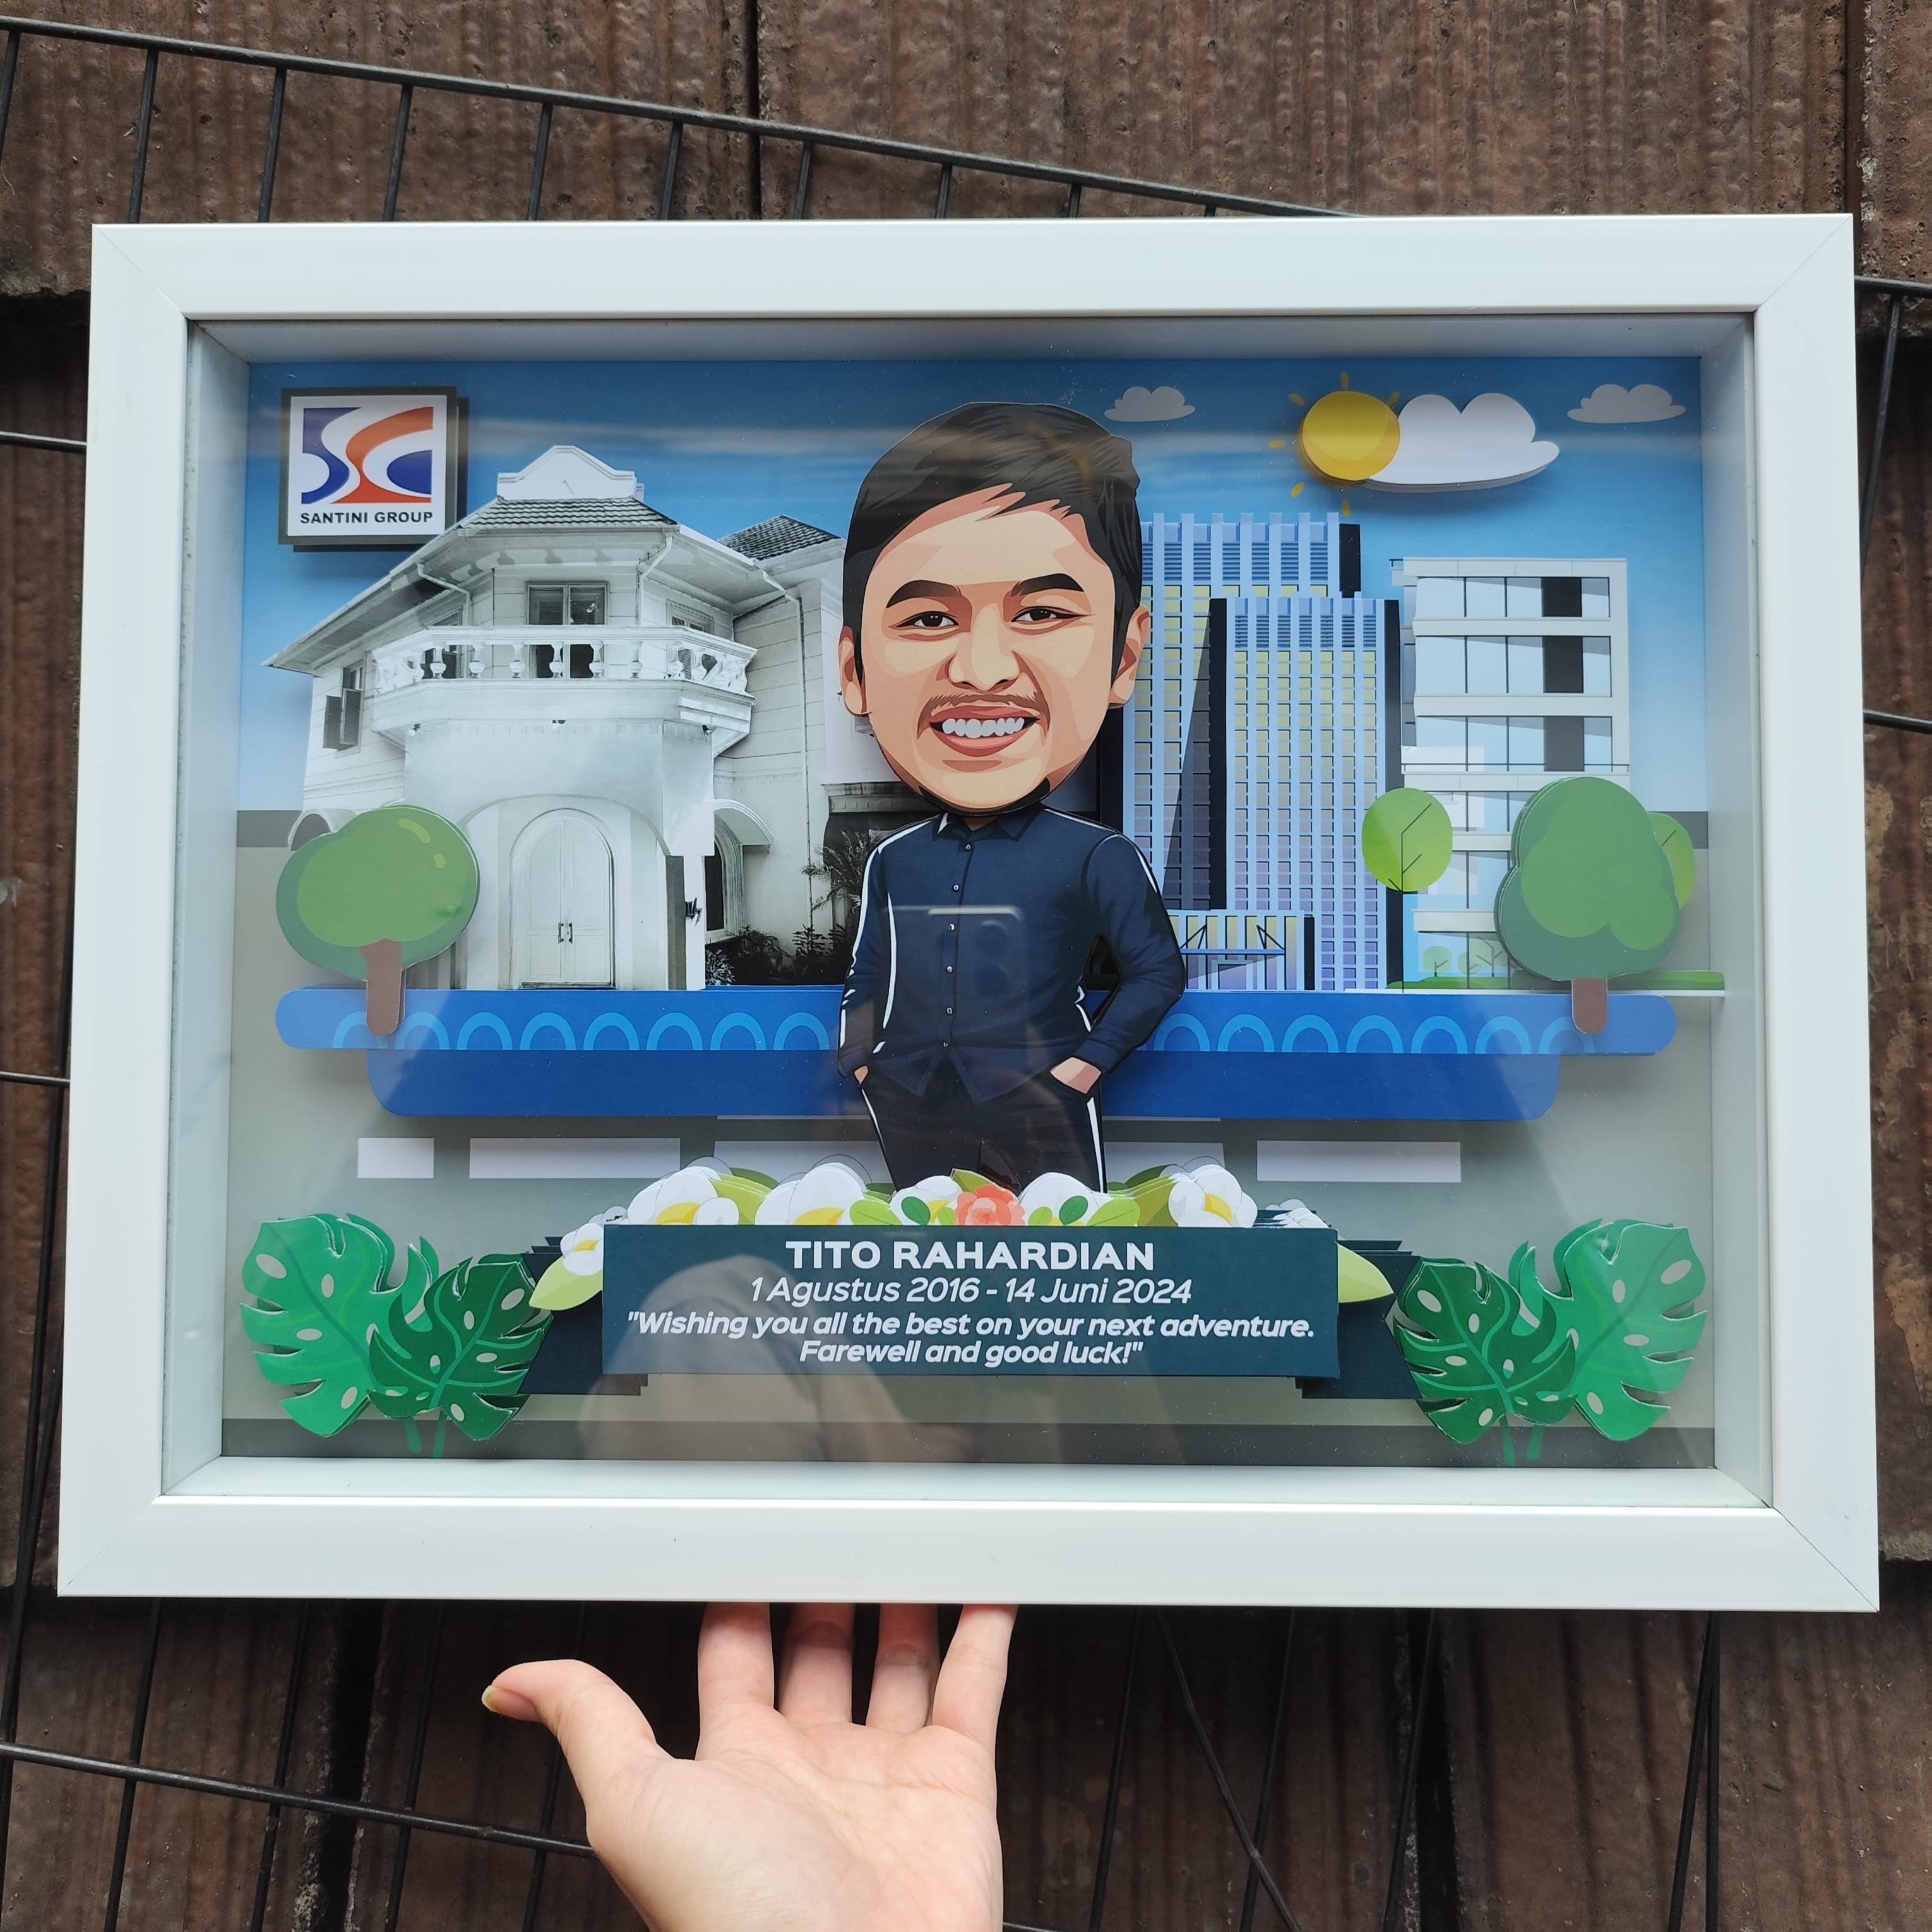 SANTINI GROUP
TITO RAHARDIAN
1 Agustus 2016 - 14 Juni 2024
"Wishing you all the best on your next adventure.
Farewell and good luck!"